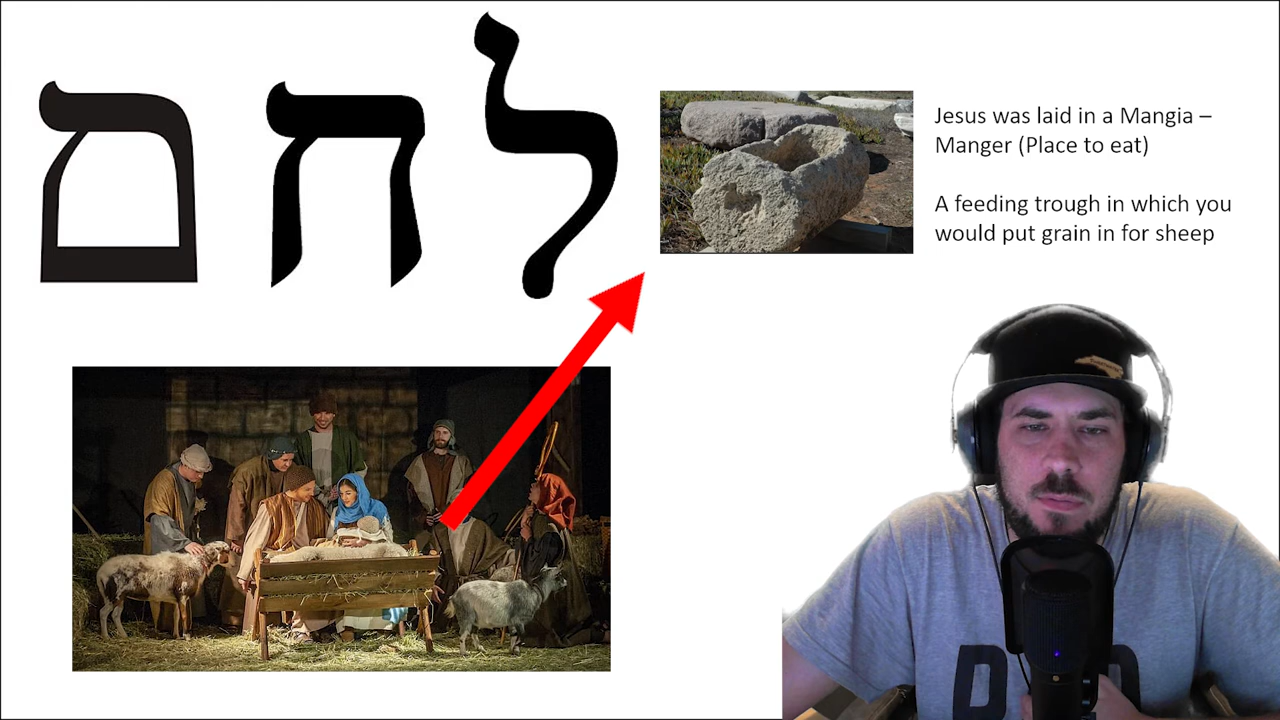 לחם
Jesus was laid in a Mangia –
Manger (Place to eat)
A feeding trough in which you
would put grain in for sheep